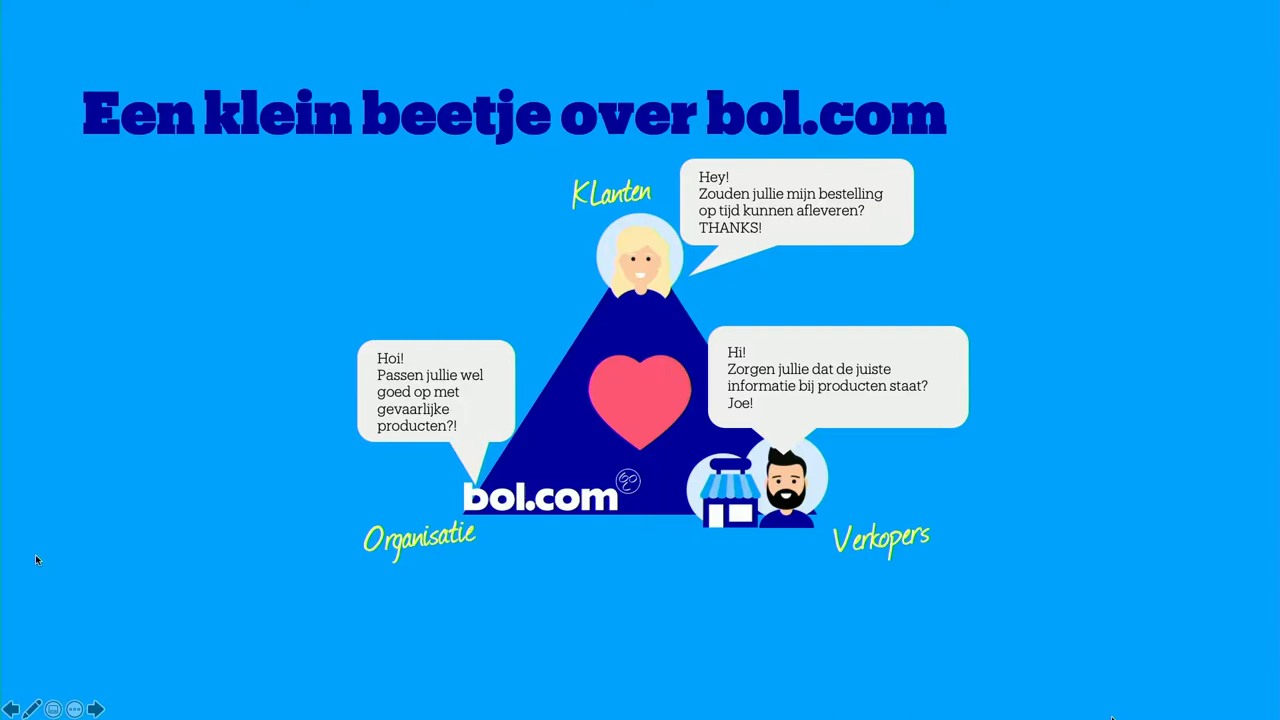 Een klein beetje over bol.com
Klanten
Hey!
Zouden jullie mijn bestelling
op tijd kunnen afleveren?
THANKS!
Hoi!
Passen jullie wel
goed op met
gevaarlijke
producten?!
Hi!
Zorgen jullie dat de juiste
informatie bij producten staat?
Joe!
bol.com
Organisatie
Verkopers